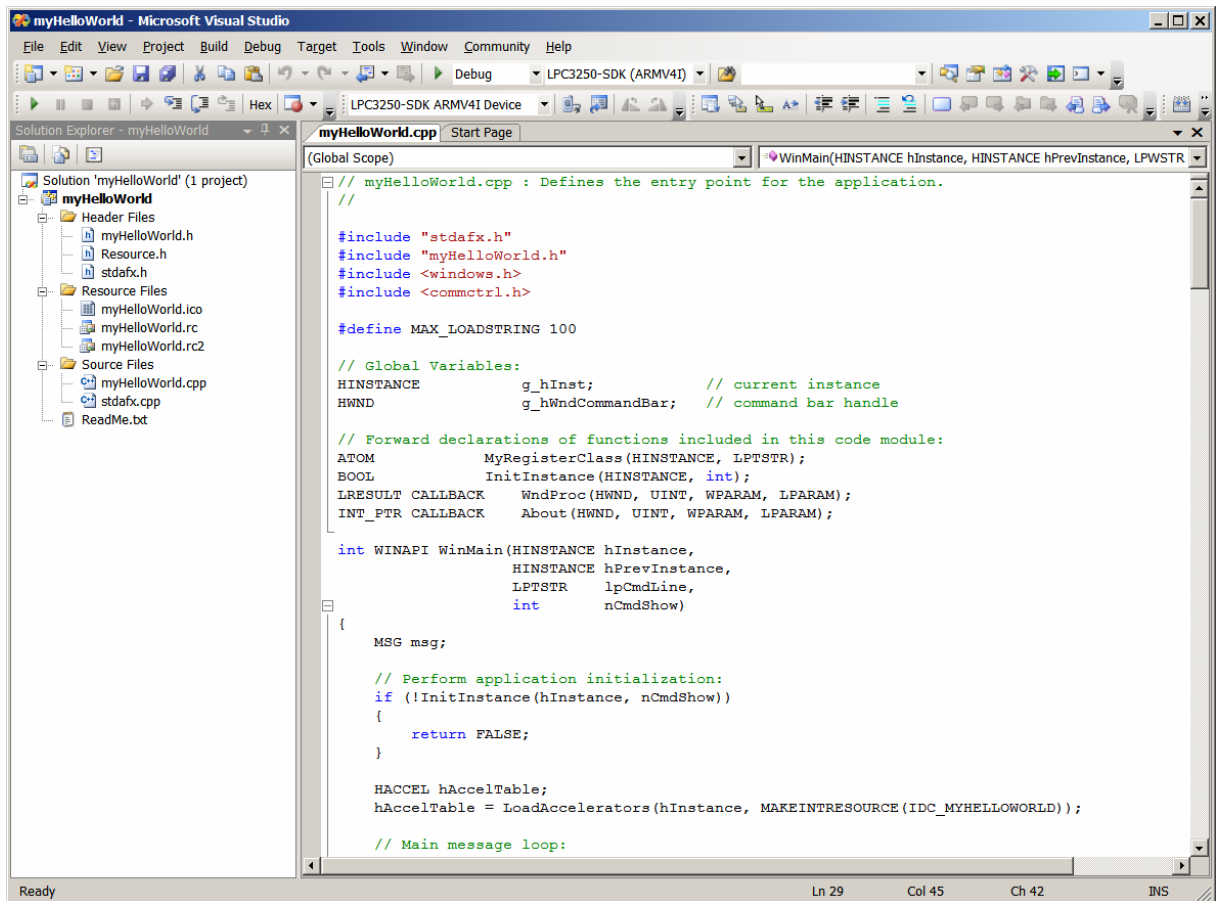 myHelloWorld - Microsoft Visual Studio
File Edit View Project Build Debug Target Tools Window Community Help
Debug LPC3250-SDK (ARMV4I)
Hex LPC3250-SDK ARMV4I Device
Solution Explorer - myHelloWorld
Solution 'myHelloWorld' (1 project)
myHelloWorld
Header Files
myHelloWorld.h
Resource.h
stdafx.h
Resource Files
myHelloWorld.ico
myHelloWorld.rc
myHelloWorld.rc2
Source Files
myHelloWorld.cpp
stdafx.cpp
ReadMe.txt
myHelloWorld.cpp Start Page
(Global Scope) WinMain(HINSTANCE hInstance, HINSTANCE hPrevInstance, LPWSTR
// myHelloWorld.cpp : Defines the entry point for the application.
//
#include "stdafx.h"
#include "myHelloWorld.h"
#include <windows.h>
#include <commctrl.h>
#define MAX_LOADSTRING 100
// Global Variables:
HINSTANCE g_hInst; // current instance
HWND g_hWndCommandBar; // command bar handle
// Forward declarations of functions included in this code module:
ATOM MyRegisterClass(HINSTANCE, LPTSTR);
BOOL InitInstance(HINSTANCE, int);
LRESULT CALLBACK WndProc(HWND, UINT, WPARAM, LPARAM);
INT_PTR CALLBACK About(HWND, UINT, WPARAM, LPARAM);
int WINAPI WinMain(HINSTANCE hInstance,
HINSTANCE hPrevInstance,
LPTSTR lpCmdLine,
int nCmdShow)
{
MSG msg;
// Perform application initialization:
if (!InitInstance(hInstance, nCmdShow))
{
return FALSE;
}
HACCEL hAccelTable;
hAccelTable = LoadAccelerators(hInstance, MAKEINTRESOURCE(IDC_MYHELLOWORLD));
// Main message loop:
Ready Ln 29 Col 45 Ch 42 INS